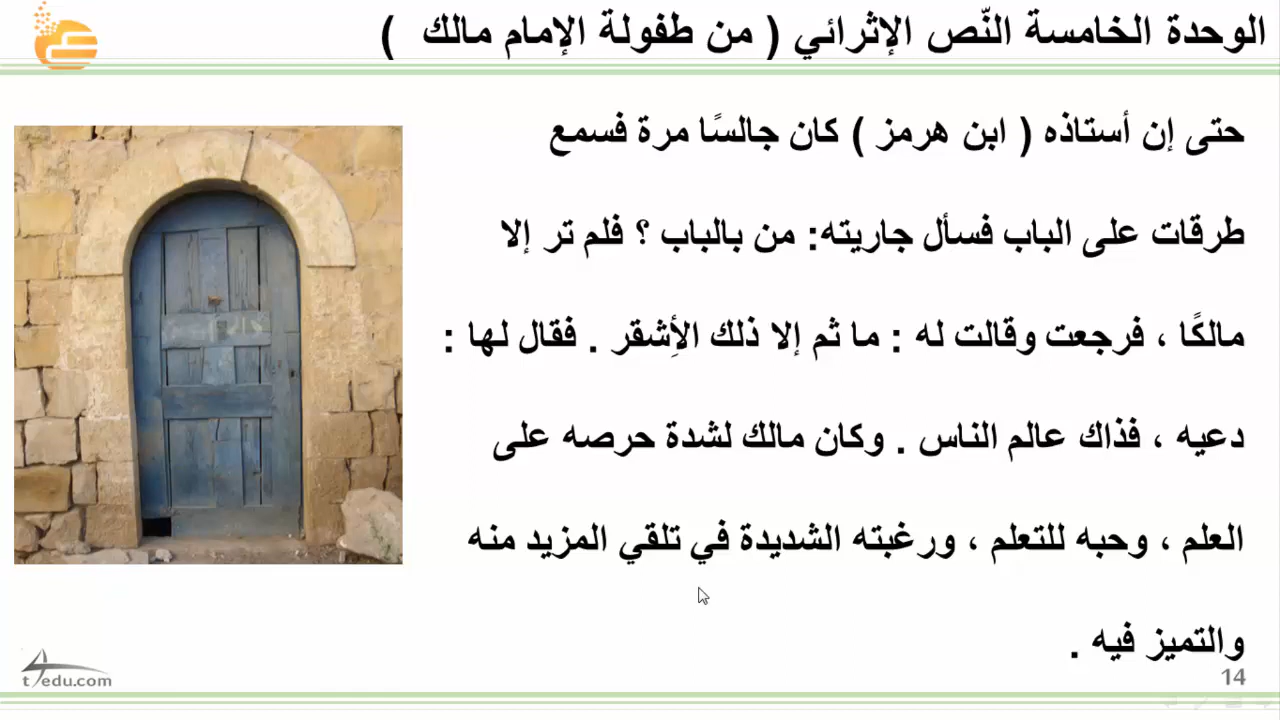 الوحدة الخامسة النّص الإثرائي ( من طفولة الإمام مالك )
حتى إن أستاذه ( ابن هرمز ) كان جالسًا مرة فسمع
طرقات على الباب فسأل جاريته: من بالباب ؟ فلم تر إلا
مالكًا ، فرجعت وقالت له : ما ثم إلا ذلك الأِشقر . فقال لها :
دعيه ، فذاك عالم الناس . وكان مالك لشدة حرصه على
العلم ، وحبه للتعلم ، ورغبته الشديدة في تلقي المزيد منه
والتميز فيه .
t4edu.com
14